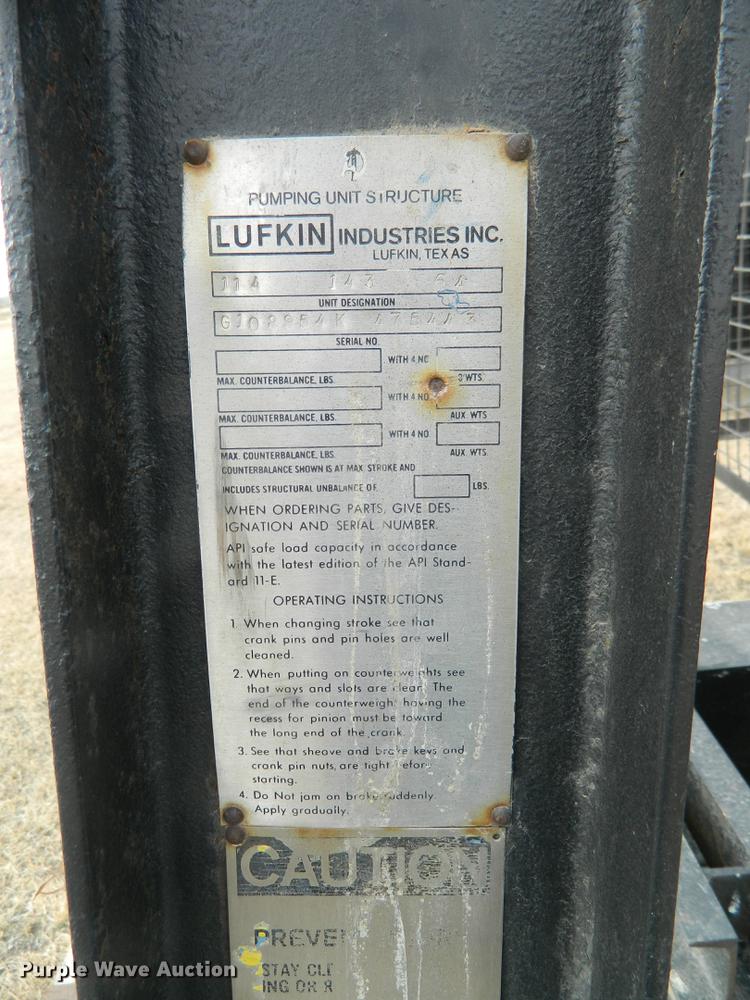 PUMPING UNIT STRUCTURE
LUFKIN INDUSTRIES INC.
LUFKIN, TEXAS
114 143 64
UNIT DESIGNATION
475443
SERIAL NO.
WITH 4 NO
MAX. COUNTERBALANCE, LBS. WTS.
WITH 4 NO.
MAX. COUNTERBALANCE, LBS. AUX WTS
WITH 4 NO
MAX. COUNTERBALANCE, LBS. AUX WTS.
COUNTERBALANCE SHOWN IS AT MAX STROKE AND
INCLUDES STRUCTURAL UNBALANCE OF LBS.
WHEN ORDERING PARTS, GIVE DES-
IGNATION AND SERIAL NUMBER.
API safe load capacity in accordance
with the latest edition of the API Stand-
ard 11-E.
OPERATING INSTRUCTIONS
1. When changing stroke see that
crank pins and pin holes are well
cleaned.
2. When putting on counterweights see
that ways and slots are clean. The
end of the counterweight having the
recess for pinion must be toward
the long end of the crank.
3. See that sheave and brake keys and
crank pin nuts, are tight before
starting.
4. Do Not jam on brake suddenly.
Apply gradually.
CAUTION
STAY
ING OR
Purple Wave Auction